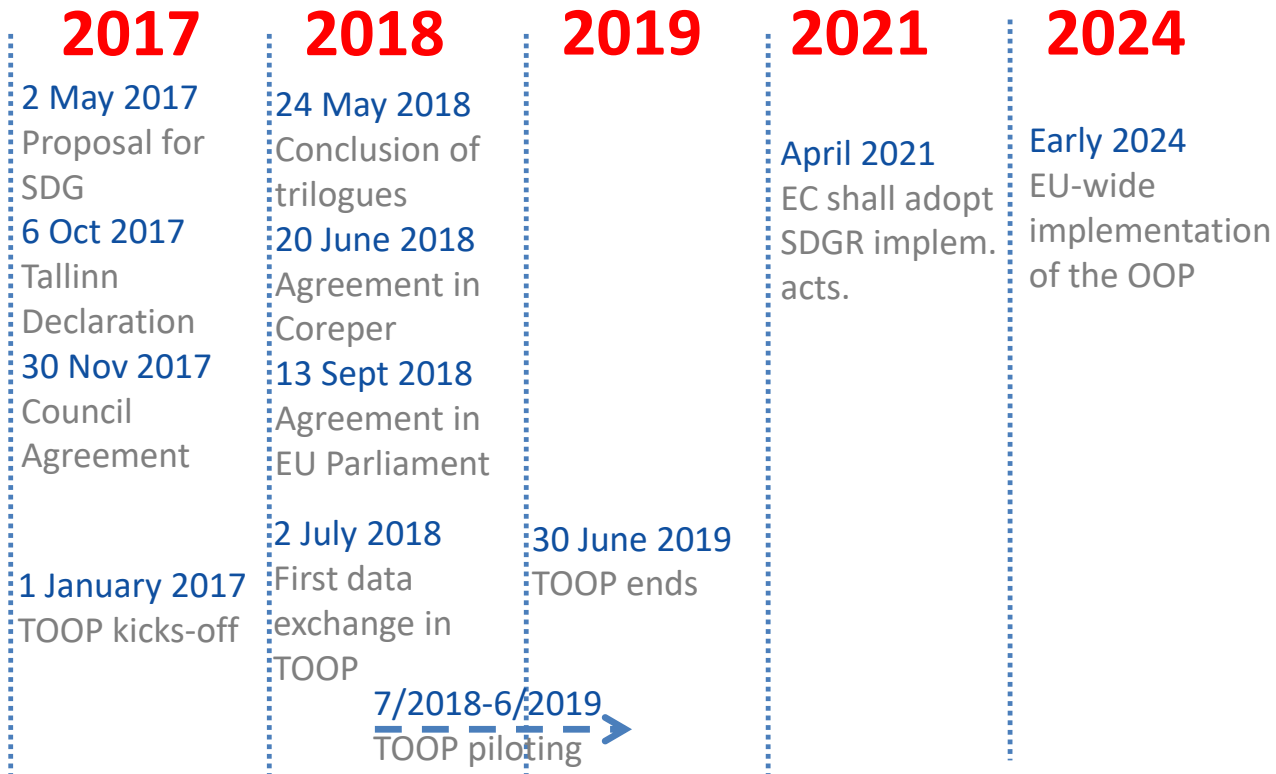 2017
2 May 2017
Proposal for
SDG
6 Oct 2017
Tallinn
Declaration
30 Nov 2017
Council
Agreement
1 January 2017
TOOP kicks-off
2018
24 May 2018
Conclusion of
trilogues
20 June 2018
Agreement in
Coreper
13 Sept 2018
Agreement in
EU Parliament
2 July 2018
First data
exchange in
TOOP
7/2018-6/2019
TOOP piloting
2019
30 June 2019
TOOP ends
2021
April 2021
EC shall adopt
SDGR implem.
acts.
2024
Early 2024
EU-wide
implementation
of the OOP